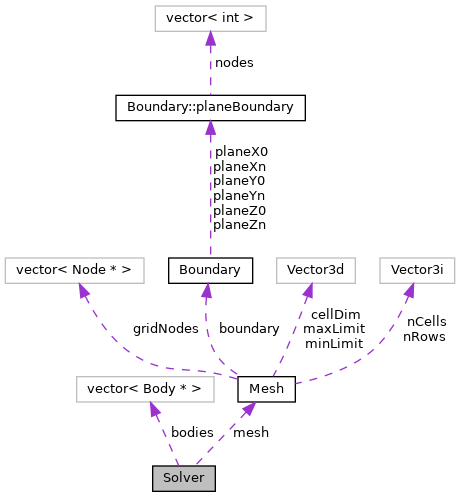 vector< int >
nodes
Boundary::planeBoundary
planeX0
planeXn
planeY0
planeYn
planeZ0
planeZn
vector< Node * >
Boundary
Vector3d
Vector3i
gridNodes
boundary
cellDim
maxLimit
minLimit
nCells
nRows
vector< Body * >
Mesh
bodies
mesh
Solver